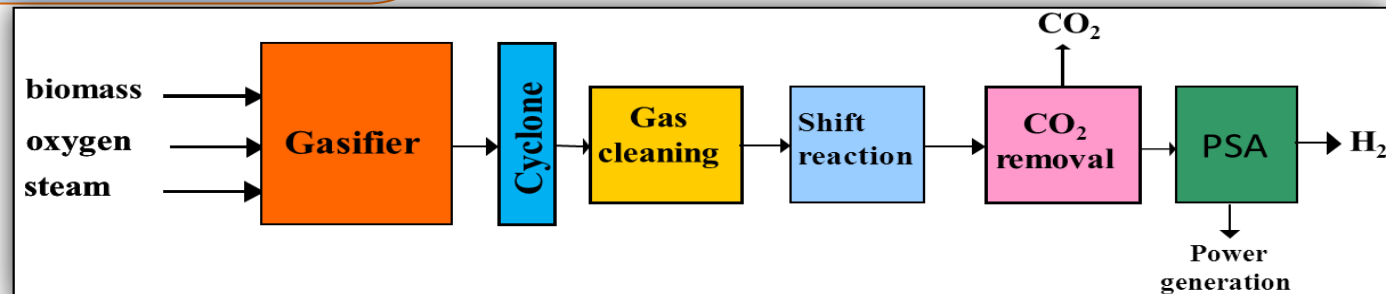 biomass
oxygen
steam
Gasifier
Cyclone
Gas
cleaning
Shift
reaction
CO₂
CO₂
removal
PSA
H₂
Power
generation